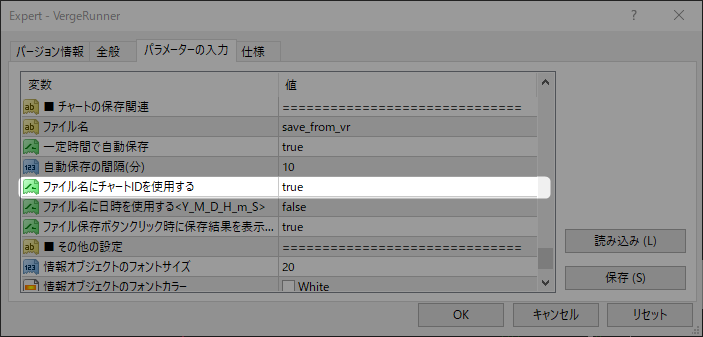 Expert - VergeRunner
バージョン情報 全般 パラメーターの入力 仕様
変数 値
ab ■ チャートの保存関連 ==============================
ab ファイル名 save_from_vr
一定時間で自動保存 true
123 自動保存の間隔(分) 10
ファイル名にチャートIDを使用する true
ファイル名に日時を使用する<Y_M_D_H_m_S> false
ファイル保存ボタンクリック時に保存結果を表示... true
ab ■ その他の設定 ==============================
123 情報オブジェクトのフォントサイズ 20
情報オブジェクトのフォントカラー White
読み込み (L)
保存 (S)
OK キャンセル リセット